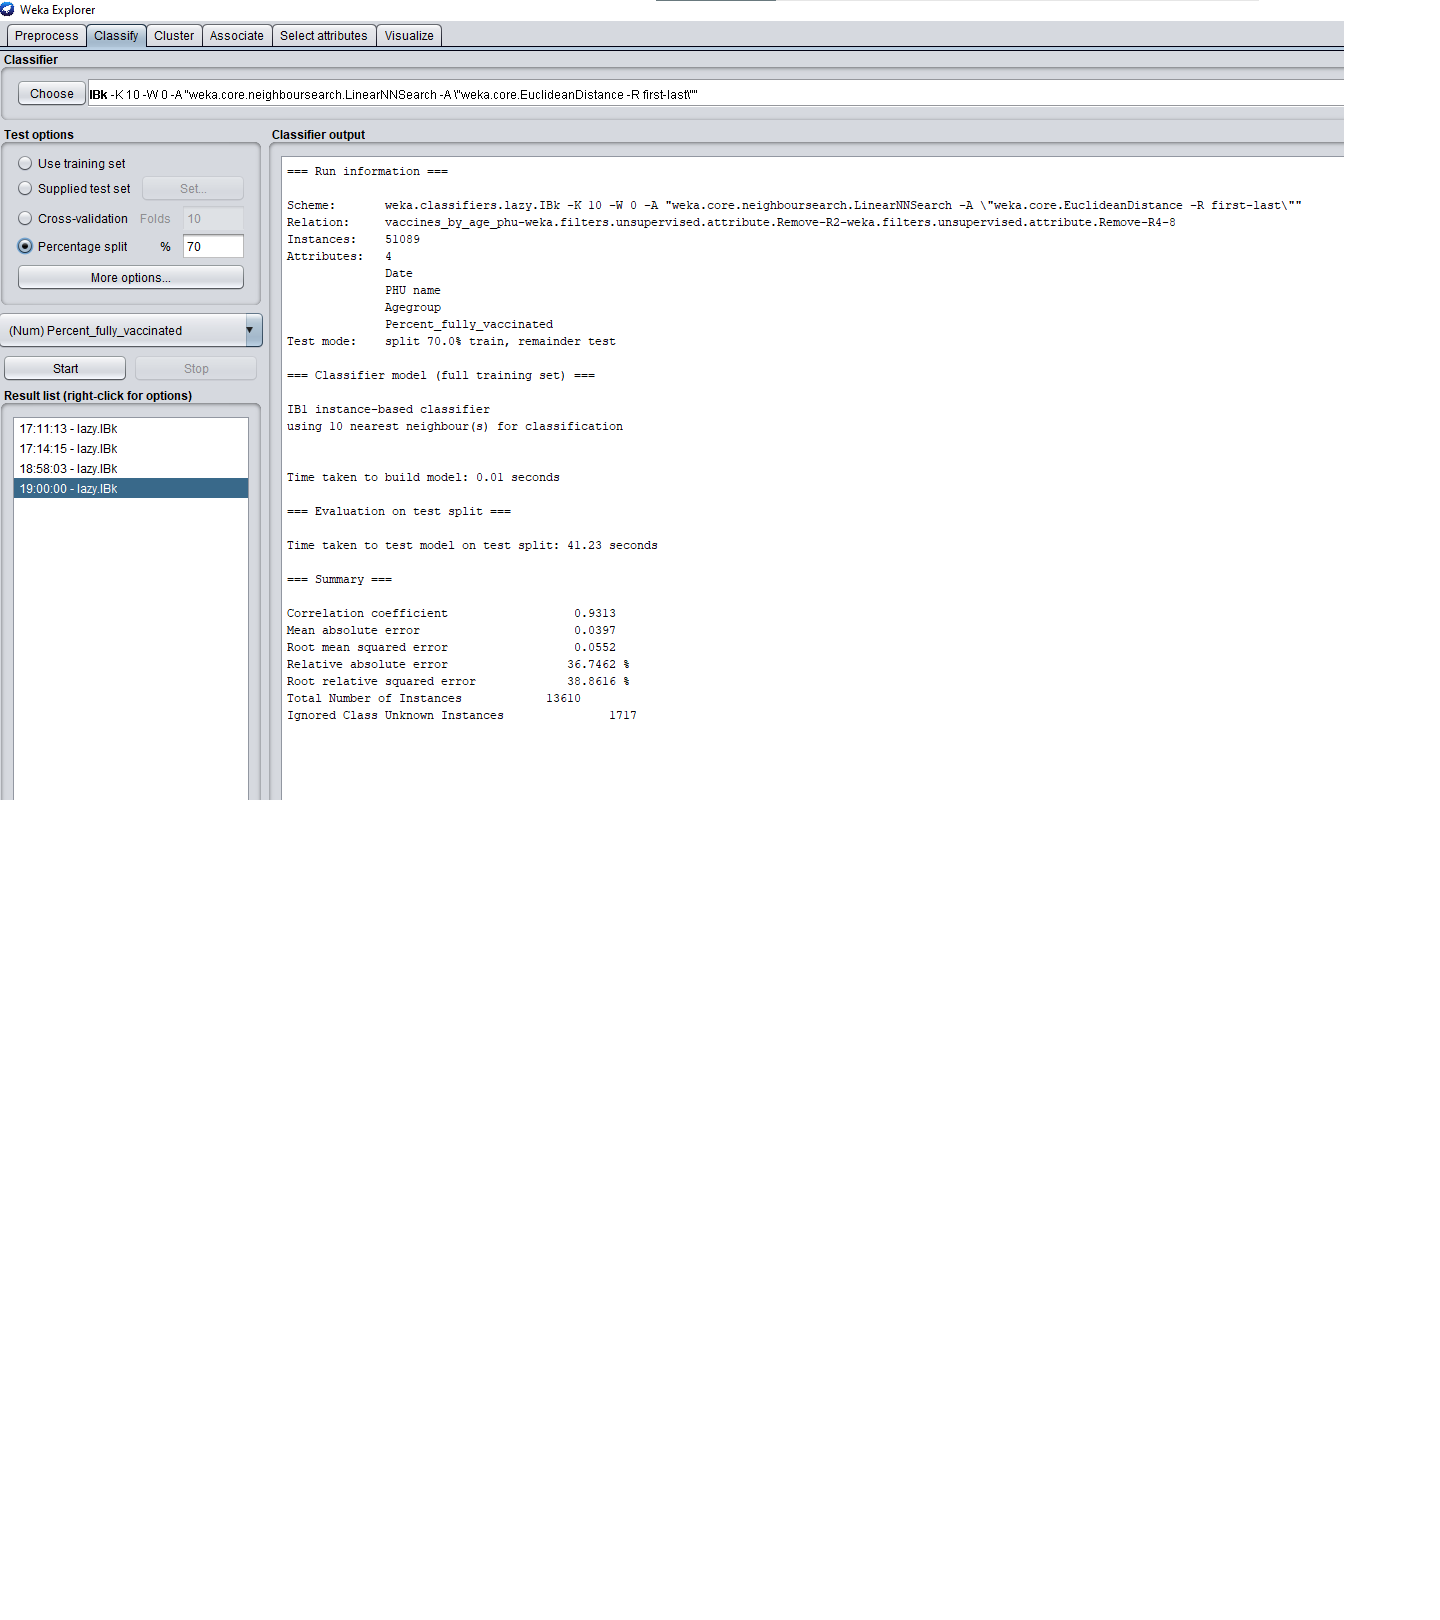 Weka Explorer
Preprocess Classify Cluster Associate Select attributes Visualize
Classifier
Choose IBk -K 10 -W 0 -A "weka.core.neighboursearch.LinearNNSearch -A \"weka.core.EuclideanDistance -R first-last\""
Test options
Use training set
Supplied test set Set...
Cross-validation Folds 10
Percentage split % 70
More options...
(Num) Percent_fully_vaccinated
Start Stop
Result list (right-click for options)
17:11:13 - lazy.IBk
17:14:15 - lazy.IBk
18:58:03 - lazy.IBk
19:00:00 - lazy.IBk
Classifier output
=== Run information ===
Scheme: weka.classifiers.lazy.IBk -K 10 -W 0 -A "weka.core.neighboursearch.LinearNNSearch -A \"weka.core.EuclideanDistance -R first-last\""
Relation: vaccines_by_age_phu-weka.filters.unsupervised.attribute.Remove-R2-weka.filters.unsupervised.attribute.Remove-R4-8
Instances: 51089
Attributes: 4
Date
PHU name
Agegroup
Percent_fully_vaccinated
Test mode: split 70.0% train, remainder test
=== Classifier model (full training set) ===
IB1 instance-based classifier
using 10 nearest neighbour(s) for classification
Time taken to build model: 0.01 seconds
=== Evaluation on test split ===
Time taken to test model on test split: 41.23 seconds
=== Summary ===
Correlation coefficient 0.9313
Mean absolute error 0.0397
Root mean squared error 0.0552
Relative absolute error 36.7462 %
Root relative squared error 38.8616 %
Total Number of Instances 13610
Ignored Class Unknown Instances 1717